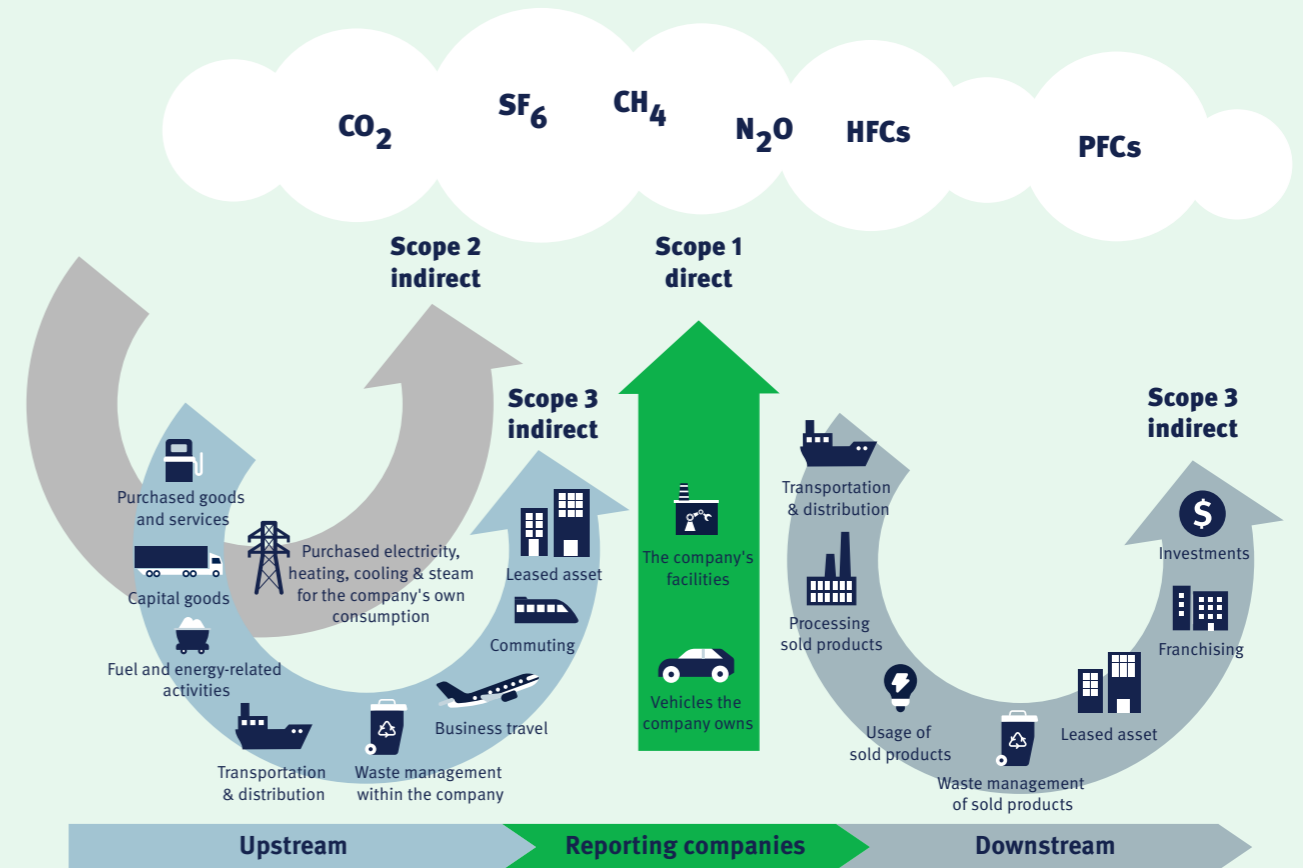 CO2
SF6
CH4
N2O
HFCs
PFCs
Scope 2
indirect
Scope 1
direct
Scope 3
indirect
Scope 3
indirect
Purchased goods
and services
Capital goods
Fuel and energy-related
activities
Transportation
& distribution
Waste management
within the company
Business travel
Commuting
Leased asset
Purchased electricity,
heating, cooling & steam
for the company's own
consumption
The company's
facilities
Vehicles the
company owns
Transportation
& distribution
Processing
sold products
Usage of
sold products
Waste management
of sold products
Leased asset
Franchising
$
Investments
Upstream
Reporting companies
Downstream